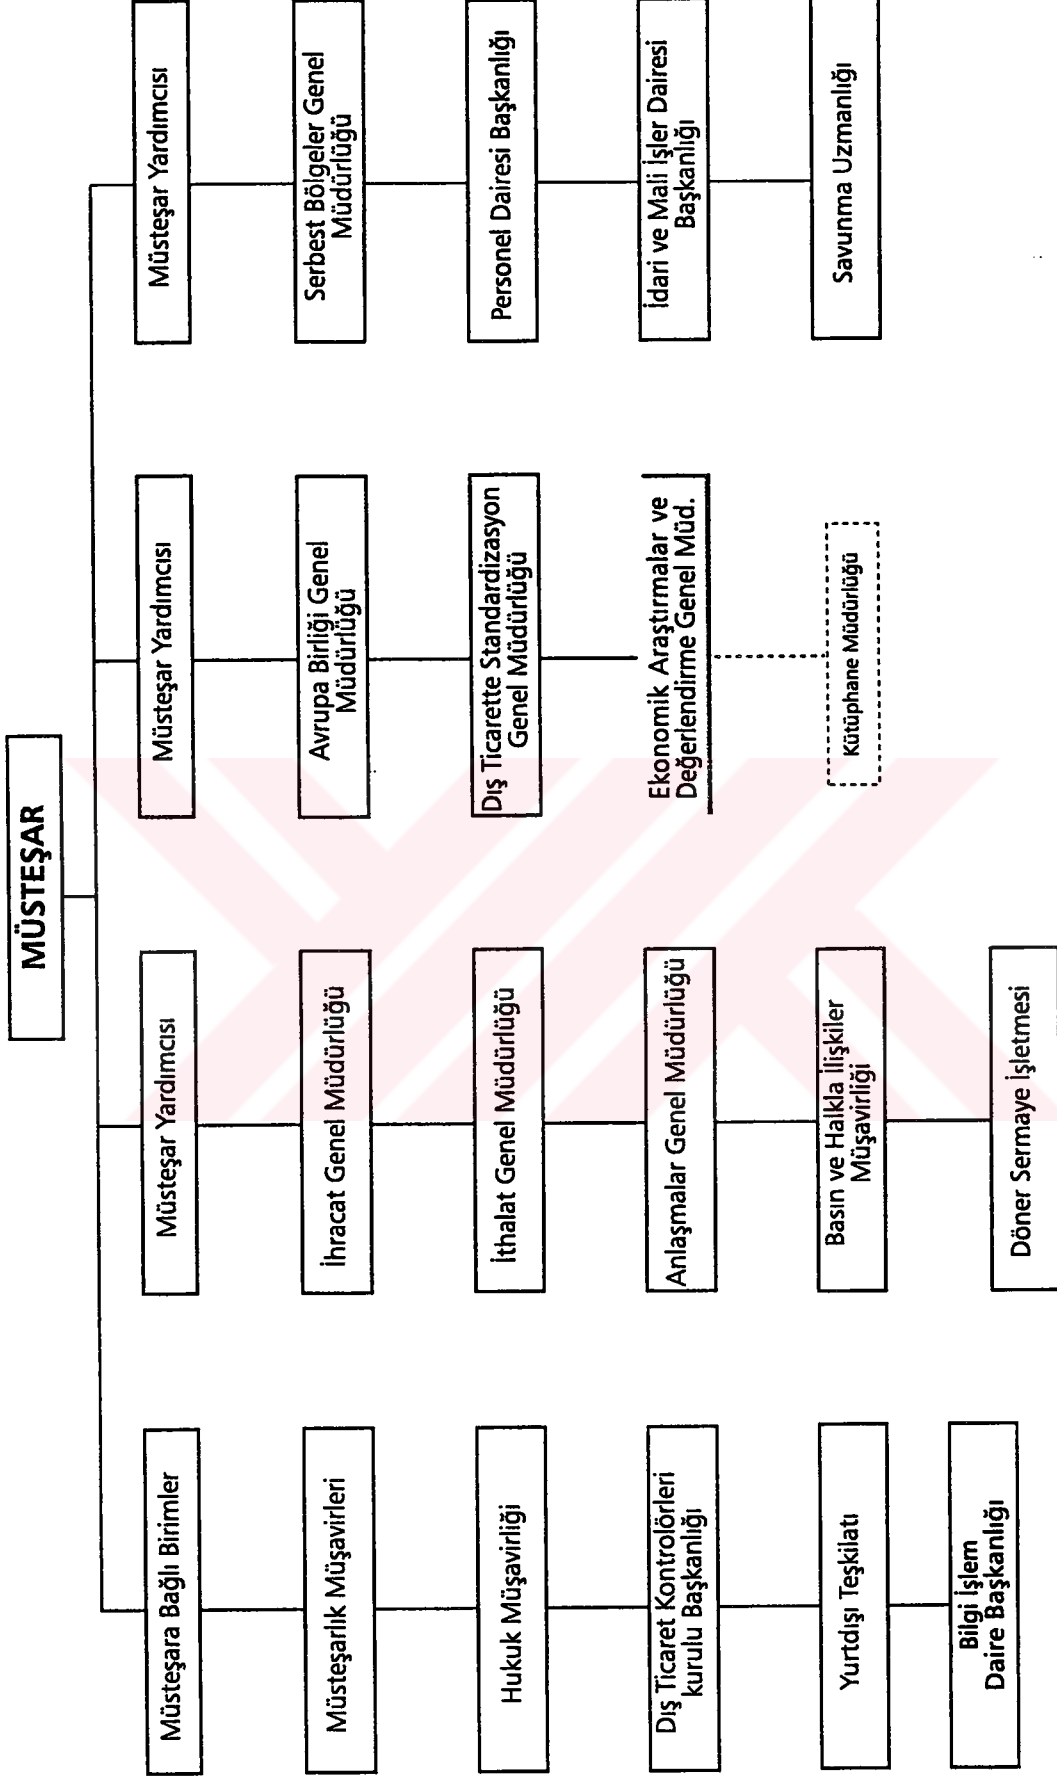 MÜSTEŞAR
Müsteşara Bağlı Birimler
Müsteşarlık Müşavirleri
Hukuk Müşavirliği
Dış Ticaret Kontrolörleri
kurulu Başkanlığı
Yurtdışı Teşkilatı
Bilgi İşlem
Daire Başkanlığı
Müsteşar Yardımcısı
İhracat Genel Müdürlüğü
İthalat Genel Müdürlüğü
Anlaşmalar Genel Müdürlüğü
Basın ve Halkla İlişkiler
Müşavirliği
Döner Sermaye İşletmesi
Müsteşar Yardımcısı
Avrupa Birliği Genel
Müdürlüğü
Dış Ticarette Standardizasyon
Genel Müdürlüğü
Ekonomik Araştırmalar ve
Değerlendirme Genel Müd.
Kütüphane Müdürlüğü
Müsteşar Yardımcısı
Serbest Bölgeler Genel
Müdürlüğü
Personel Dairesi Başkanlığı
İdari ve Mali İşler Dairesi
Başkanlığı
Savunma Uzmanlığı